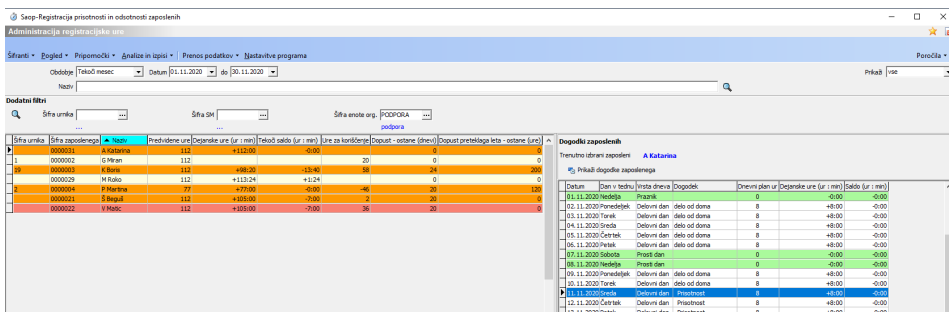 Saop-Registracija prisotnosti in odsotnosti zaposlenih
Administracija registracijske ure
Šifranti Pogled Pripomočki Analize in izpisi Prenos podatkov Nastavitve programa Poročila
Obdobje Tekoči mesec Datum 01.11.2020 do 30.11.2020 Prikaži vse
Naziv
Dodatni filtri
Šifra urnika ... Šifra SM ... Šifra enote org. PODPORA ...
... ... podpora
Šifra urnika Šifra zaposlenega Naziv Predvidene ure Dejanske ure (ur : min) Tekoči saldo (ur : min) Ure za koriščenje Dopust - ostane (dnevi) Dopust preteklega leta - ostane (ure)
0000031 A Katarina 112 +112:00 -0:00 0 0
1 0000002 G Miran 112 20 0 0
19 0000003 K Boris 112 +98:20 -13:40 58 24 200
0000029 M Roko 112 +113:24 +1:24 0 0
2 0000004 P Martina 77 +77:00 -0:00 -46 20 120
0000021 Š Beguš 112 +105:00 -7:00 2 20 0
0000022 V Matic 112 +105:00 -7:00 36 20 0
Dogodki zaposlenih
Trenutno izbrani zaposleni A Katarina
Prikaži dogodke zaposlenega
Datum Dan v tednu Vrsta dneva Dogodek Dnevni plan ur Dejanske ure (ur : min) Saldo (ur : min)
01.11.2020 Nedelja Praznik 0 -0:00 -0:00
02.11.2020 Ponedeljek Delovni dan delo od doma 8 +8:00 -0:00
03.11.2020 Torek Delovni dan delo od doma 8 +8:00 -0:00
04.11.2020 Sreda Delovni dan delo od doma 8 +8:00 -0:00
05.11.2020 Četrtek Delovni dan delo od doma 8 +8:00 -0:00
06.11.2020 Petek Delovni dan delo od doma 8 +8:00 -0:00
07.11.2020 Sobota Prosti dan 0 -0:00 -0:00
08.11.2020 Nedelja Prosti dan 0 -0:00 -0:00
09.11.2020 Ponedeljek Delovni dan delo od doma 8 +8:00 -0:00
10.11.2020 Torek Delovni dan delo od doma 8 +8:00 -0:00
11.11.2020 Sreda Delovni dan Prisotnost 8 +8:00 -0:00
12.11.2020 Četrtek Delovni dan Prisotnost 8 +8:00 -0:00